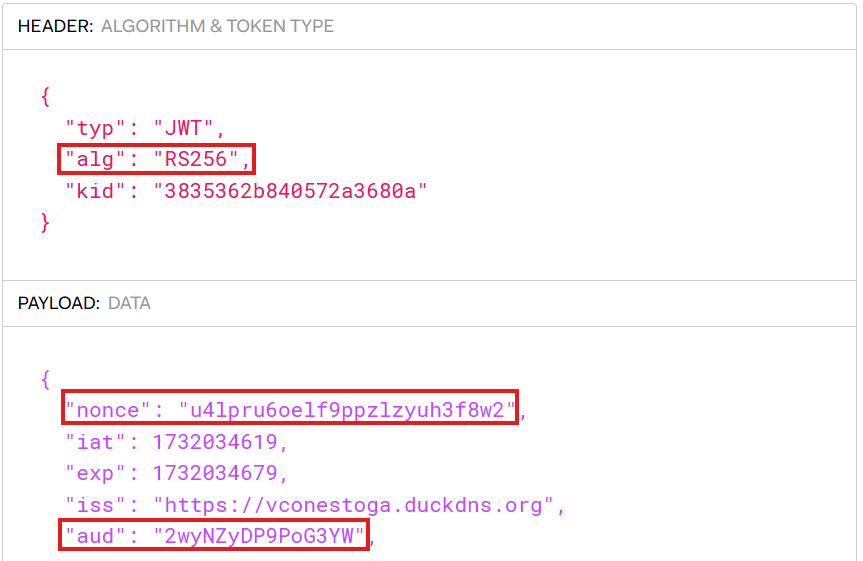 HEADER: ALGORITHM & TOKEN TYPE
{
"typ": "JWT",
"alg": "RS256",
"kid": "3835362b840572a3680a"
}
PAYLOAD: DATA
{
"nonce": "u4lpru6oelf9ppzlzyuh3f8w2",
"iat": 1732034619,
"exp": 1732034679,
"iss": "https://vconestoga.duckdns.org",
"aud": "2wyNZyDP9PoG3YW",